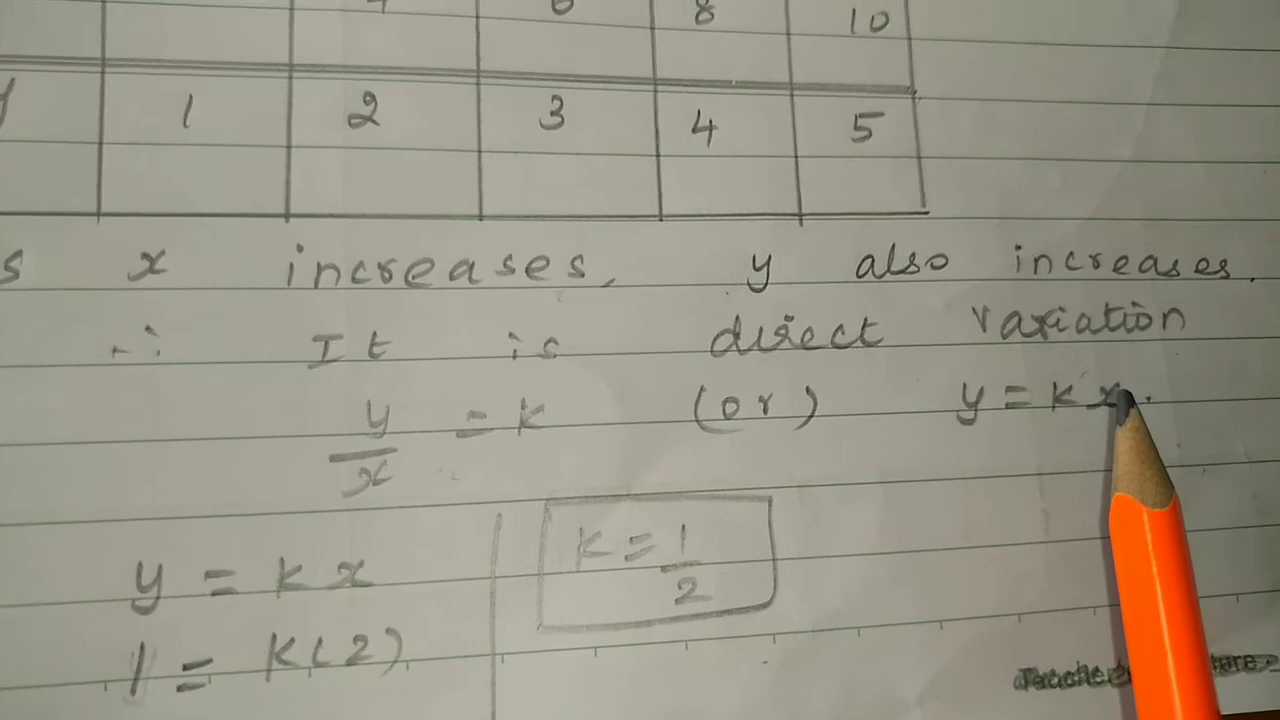 8 10
1 2 3 4 5
x increases, y also increases.
∴ It is direct variation
y/x = k (or) y = kx.
y = kx
k = 1/2
1 = k(2)